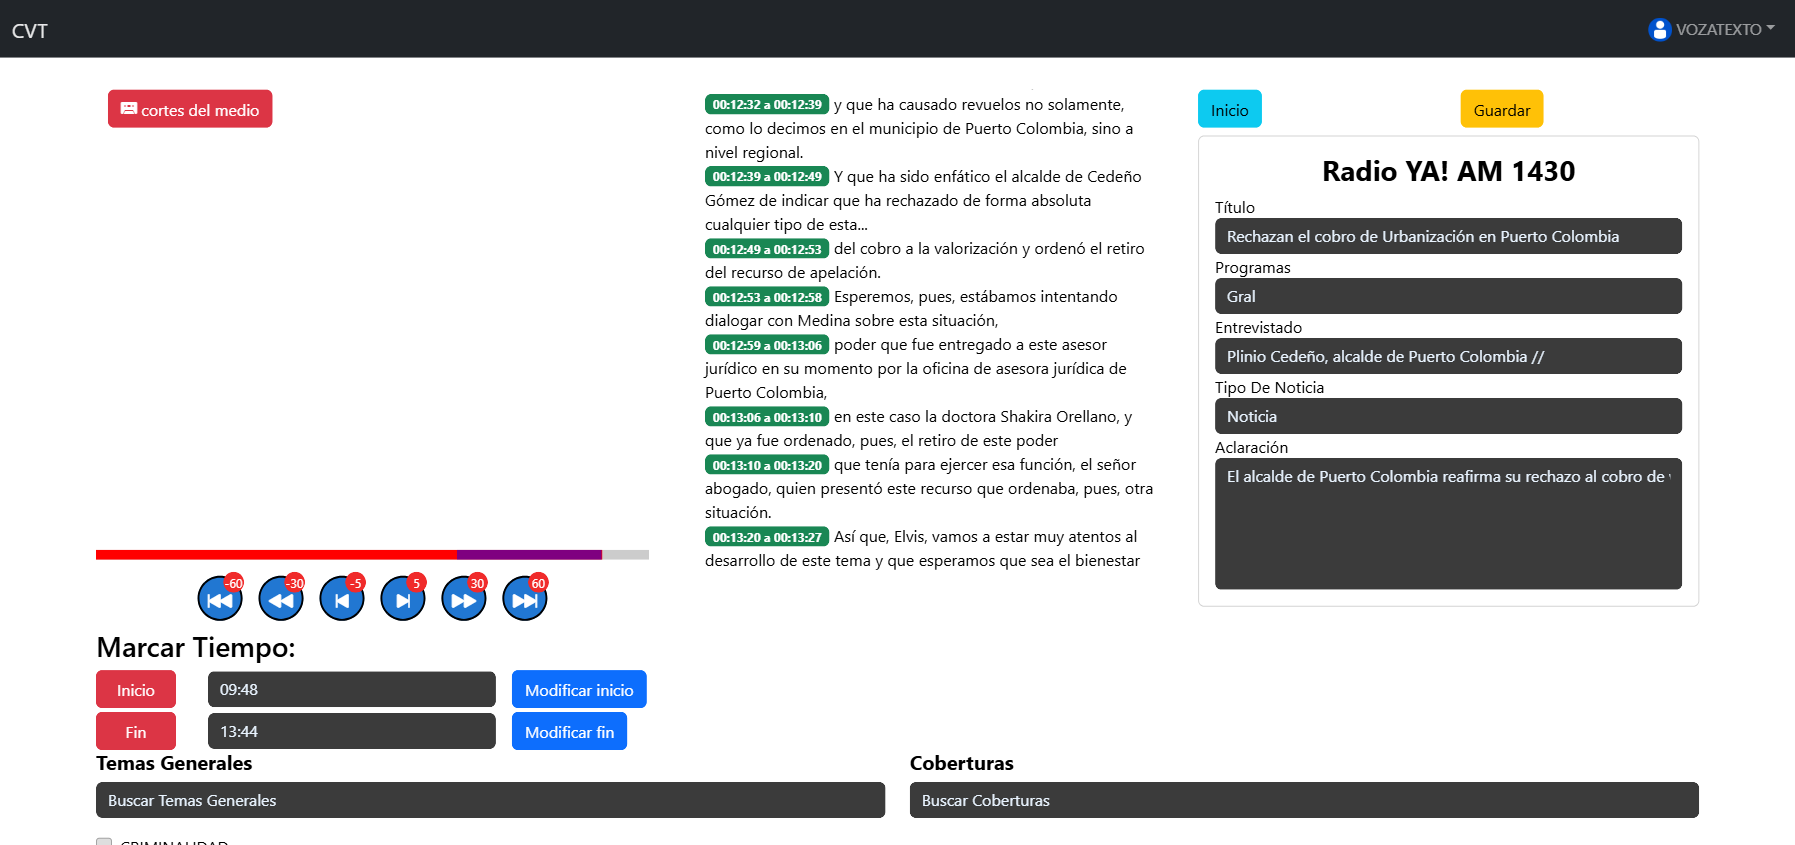 CVT
VOZATEXTO
cortes del medio
-60
-30
-5
5
30
60
Marcar Tiempo:
Inicio
09:48
Modificar inicio
Fin
13:44
Modificar fin
00:12:32 a 00:12:39 y que ha causado revuelos no solamente,
como lo decimos en el municipio de Puerto Colombia, sino a
nivel regional.
00:12:39 a 00:12:49 Y que ha sido enfático el alcalde de Cedeño
Gómez de indicar que ha rechazado de forma absoluta
cualquier tipo de esta...
00:12:49 a 00:12:53 del cobro a la valorización y ordenó el retiro
del recurso de apelación.
00:12:53 a 00:12:58 Esperemos, pues, estábamos intentando
dialogar con Medina sobre esta situación,
00:12:59 a 00:13:06 poder que fue entregado a este asesor
jurídico en su momento por la oficina de asesora jurídica de
Puerto Colombia,
00:13:06 a 00:13:10 en este caso la doctora Shakira Orellano, y
que ya fue ordenado, pues, el retiro de este poder
00:13:10 a 00:13:20 que tenía para ejercer esa función, el señor
abogado, quien presentó este recurso que ordenaba, pues, otra
situación.
00:13:20 a 00:13:27 Así que, Elvis, vamos a estar muy atentos al
desarrollo de este tema y que esperamos que sea el bienestar
Inicio
Guardar
Radio YA! AM 1430
Título
Rechazan el cobro de Urbanización en Puerto Colombia
Programas
Gral
Entrevistado
Plinio Cedeño, alcalde de Puerto Colombia //
Tipo De Noticia
Noticia
Aclaración
El alcalde de Puerto Colombia reafirma su rechazo al cobro de
Temas Generales
Buscar Temas Generales
Coberturas
Buscar Coberturas
CRIMINALIDAD